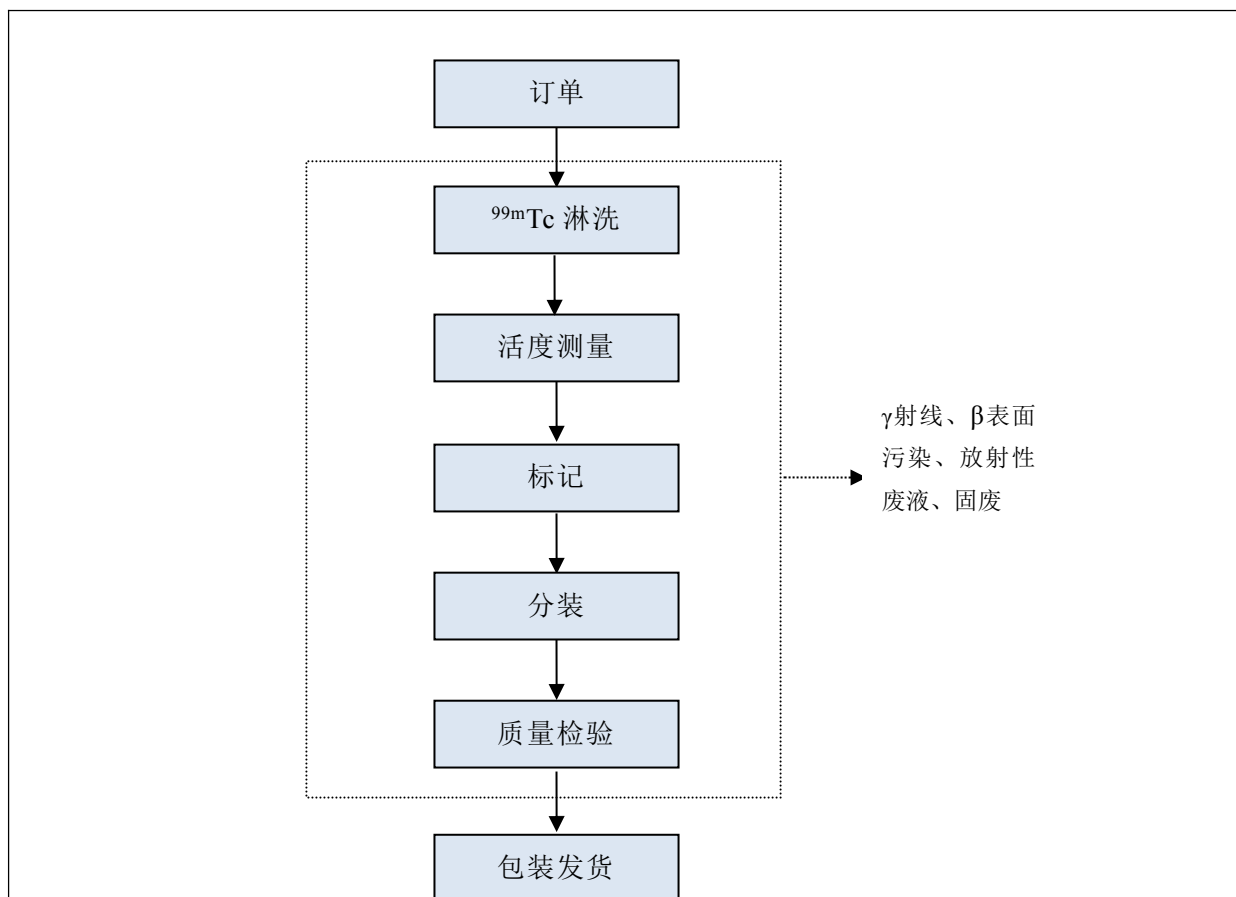 订单
⁹⁹ᵐTc 淋洗
活度测量
标记
γ射线、β表面
污染、放射性
废液、固废
分装
质量检验
包装发货